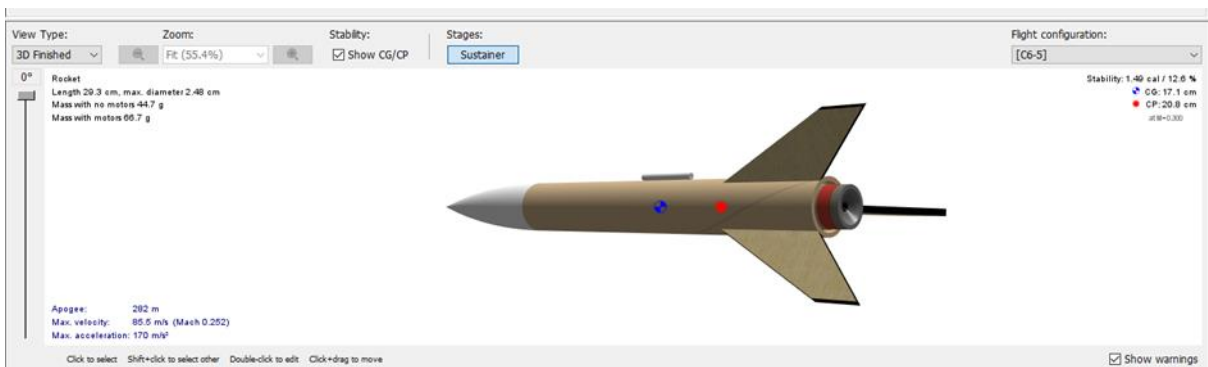 View Type: Zoom: Stability: Stages: Flight configuration:
3D Finished Fit (55.4%) Show CG/CP Sustainer [C6-5]
0°
Rocket
Length 29.3 cm, max. diameter 2.48 cm
Mass with no motors 44.7 g
Mass with motors 66.7 g
Stability: 1.49 cal / 12.6 %
CG: 17.1 cm
CP: 20.8 cm
at M=0.300
Apogee: 282 m
Max. velocity: 85.5 m/s (Mach 0.252)
Max. acceleration: 170 m/s²
Click to select Shift+click to select other Double-click to edit Click+drag to move Show warnings